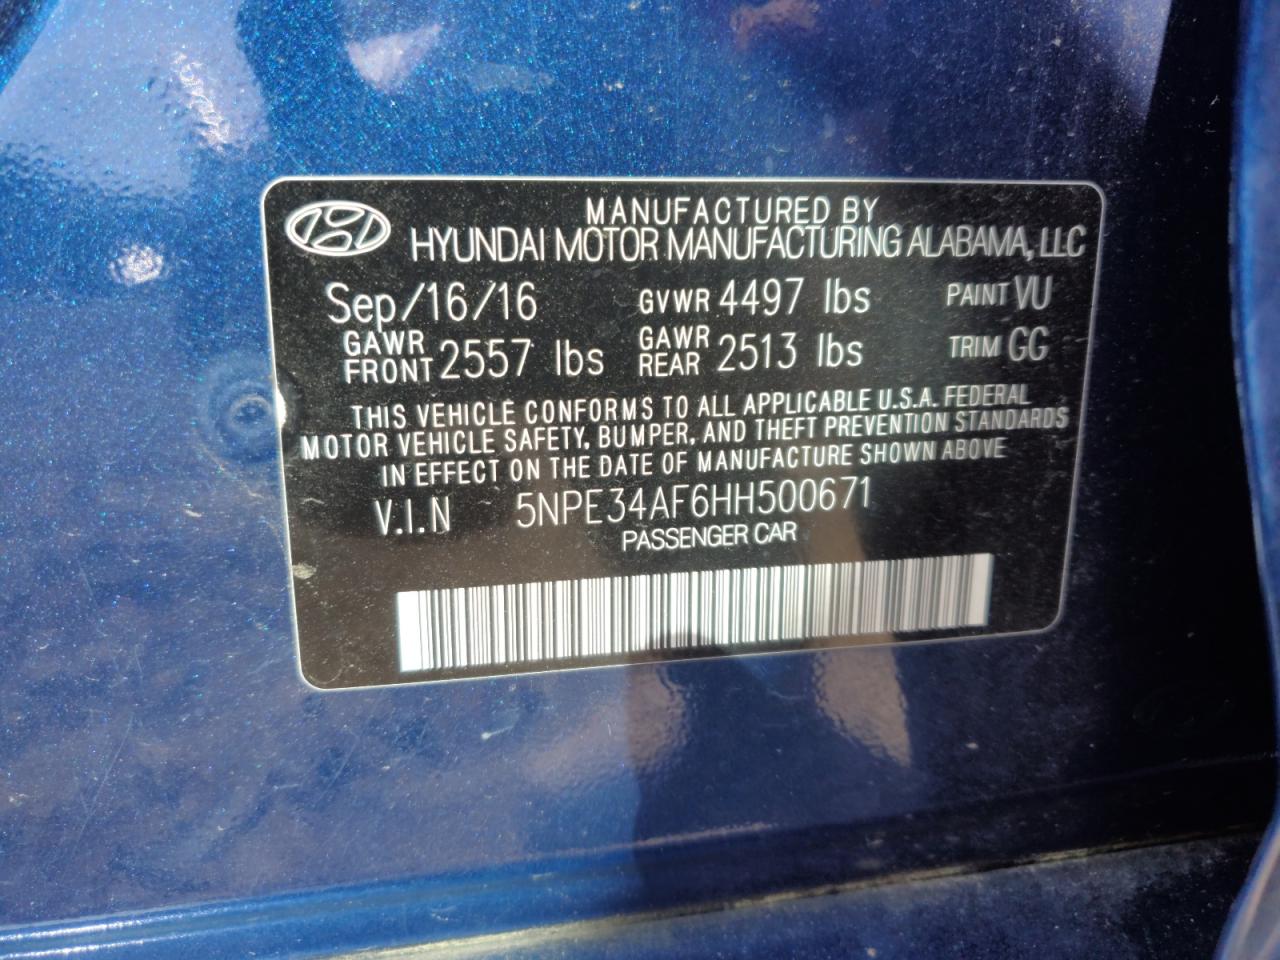 MANUFACTURED BY
HYUNDAI MOTOR MANUFACTURING ALABAMA, LLC
Sep/16/16 GVWR 4497 lbs PAINT VU
GAWR FRONT 2557 lbs GAWR REAR 2513 lbs TRIM GG
THIS VEHICLE CONFORMS TO ALL APPLICABLE U.S.A. FEDERAL
MOTOR VEHICLE SAFETY, BUMPER, AND THEFT PREVENTION STANDARDS
IN EFFECT ON THE DATE OF MANUFACTURE SHOWN ABOVE
V.I.N 5NPE34AF6HH500671
PASSENGER CAR